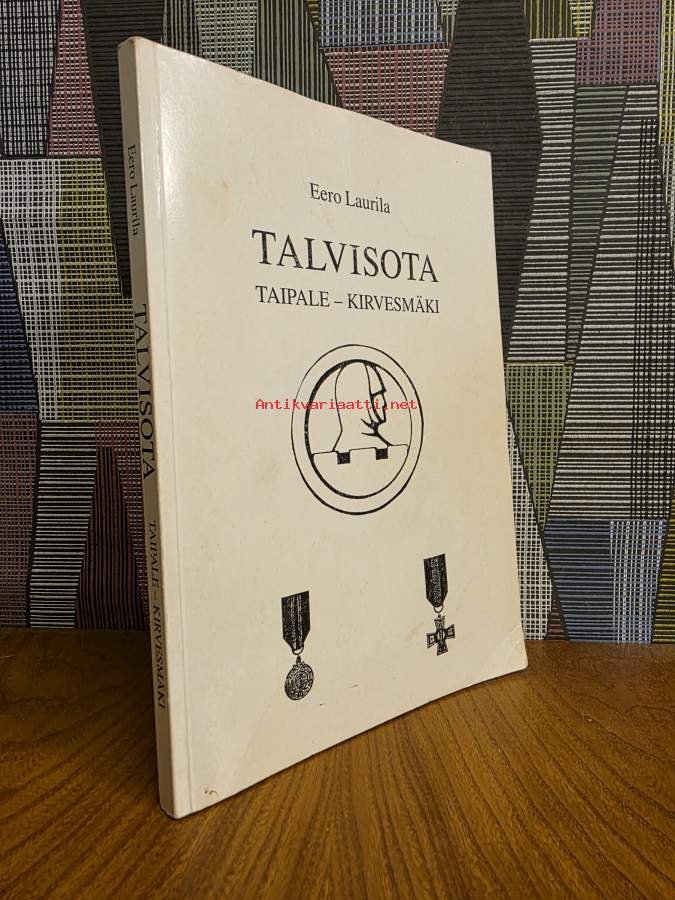 Eero Laurila
TALVISOTA
TAIPALE – KIRVESMÄKI
Antikvariaatti.net
Eero Laurila
TALVISOTA
TAIPALE – KIRVESMÄKI